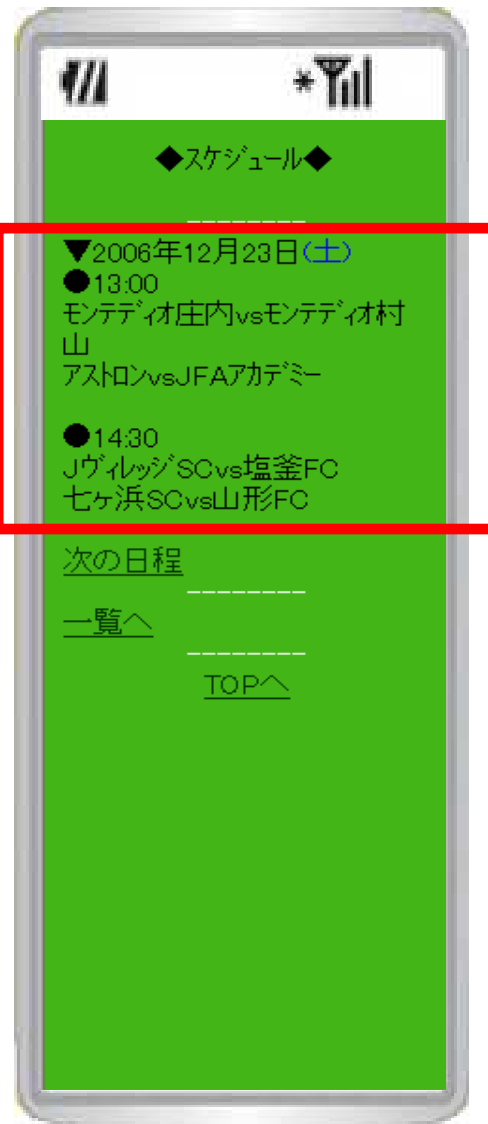 ◆ｽｹｼﾞｭｰﾙ◆
--------
▼2006年12月23日(土)
●13:00
ﾓﾝﾃﾃﾞｨｵ庄内vsﾓﾝﾃﾃﾞｨｵ村
山
ｱｽﾄﾛﾝvsJFAｱｶﾃﾞﾐｰ
●14:30
JｳﾞｨﾚｯｼﾞSCvs塩釜FC
七ヶ浜SCvs山形FC
次の日程
--------
一覧へ
--------
TOPへ